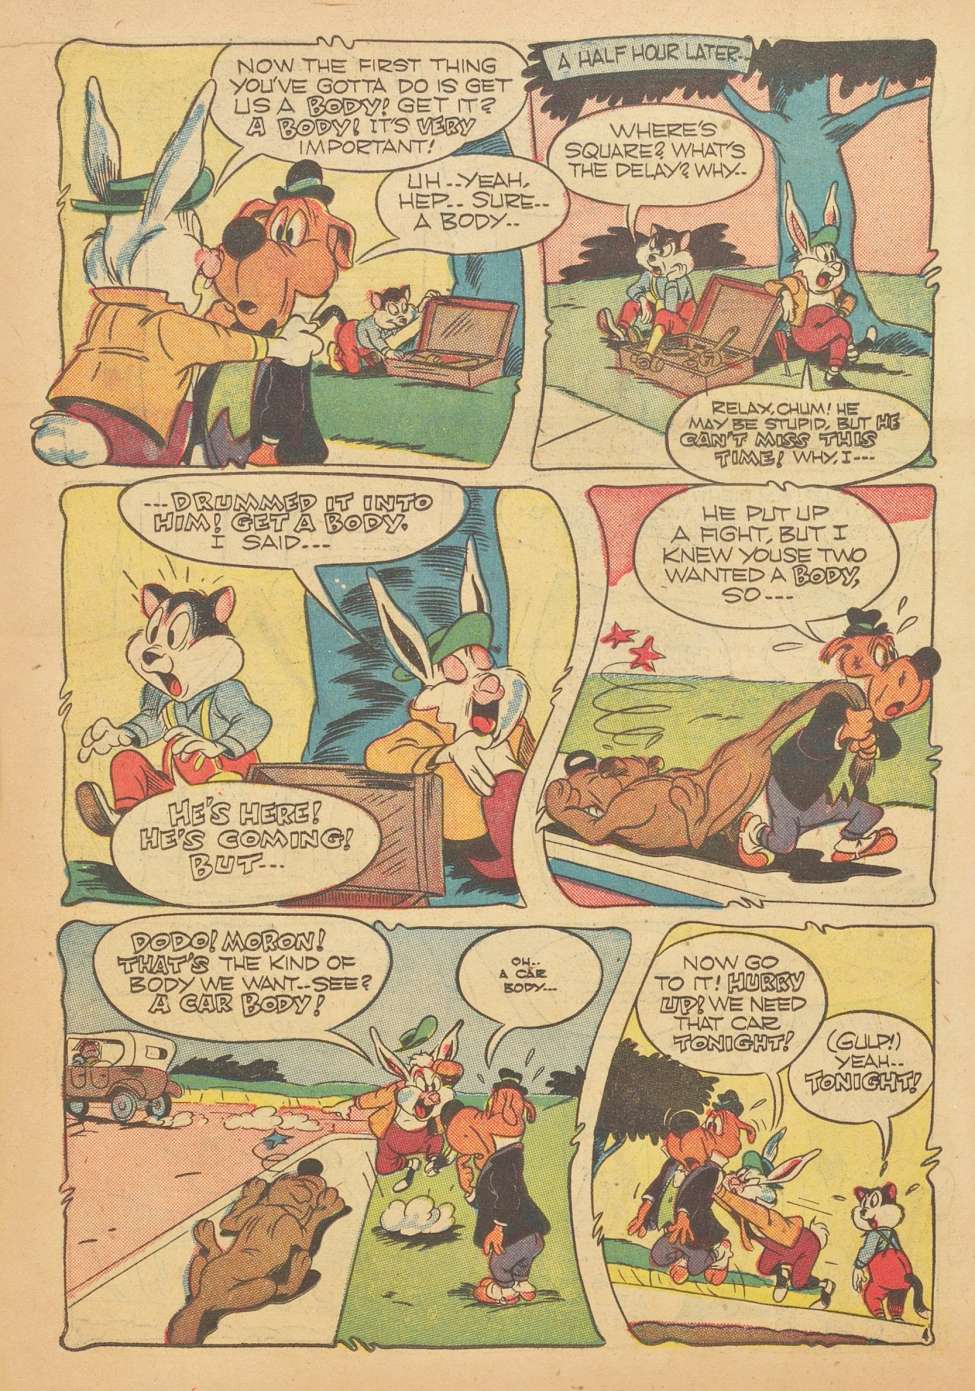 NOW THE FIRST THING
YOU'VE GOTTA DO IS GET
US A BODY! GET IT?
A BODY! IT'S VERY
IMPORTANT!
UH--YEAH,
HEP-- SURE--
A BODY--
A HALF HOUR LATER--
WHERE'S
SQUARE? WHAT'S
THE DELAY? WHY--
RELAX, CHUM! HE
MAY BE STUPID, BUT HE
CAN'T MISS THIS
TIME! WHY, I---
---DRUMMED IT INTO
HIM! GET A BODY.
I SAID---
HE'S HERE!
HE'S COMING!
BUT---
HE PUT UP
A FIGHT, BUT I
KNEW YOUSE TWO
WANTED A BODY,
SO ---
DODO! MORON!
THAT'S THE KIND OF
BODY WE WANT--SEE?
A CAR BODY!
OH--
A CAR
BODY---
NOW GO
TO IT! HURRY
UP! WE NEED
THAT CAR
TONIGHT!
(GULP!)
YEAH--
TONIGHT!
4